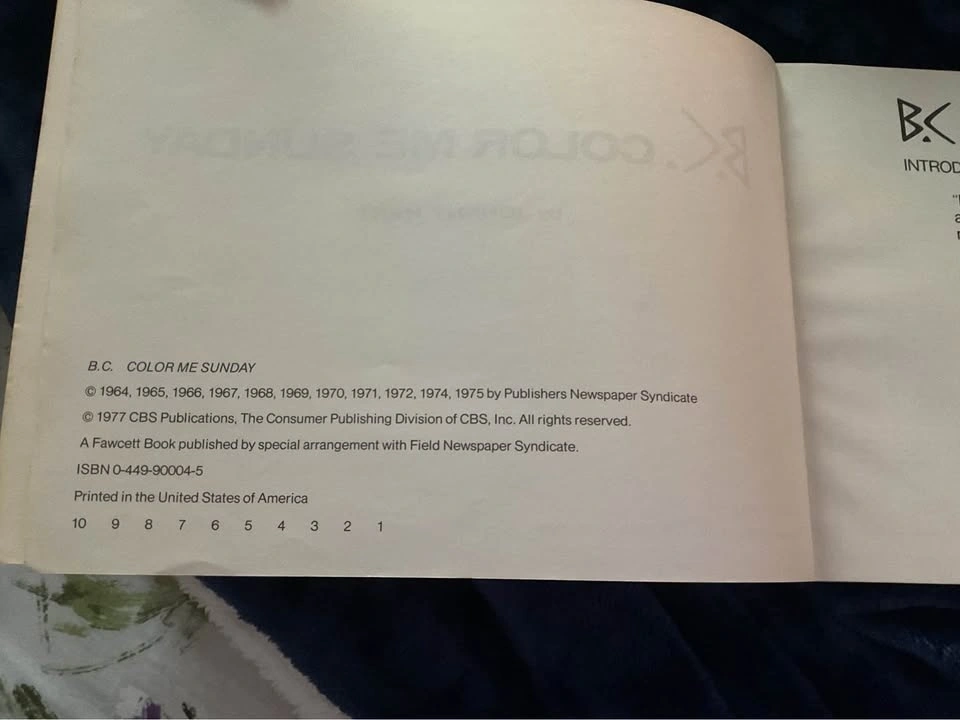 B.C. COLOR ME SUNDAY
© 1964, 1965, 1966, 1967, 1968, 1969, 1970, 1971, 1972, 1974, 1975 by Publishers Newspaper Syndicate
© 1977 CBS Publications, The Consumer Publishing Division of CBS, Inc. All rights reserved.
A Fawcett Book published by special arrangement with Field Newspaper Syndicate.
ISBN 0-449-90004-5
Printed in the United States of America
10 9 8 7 6 5 4 3 2 1
B.C.
INTROD